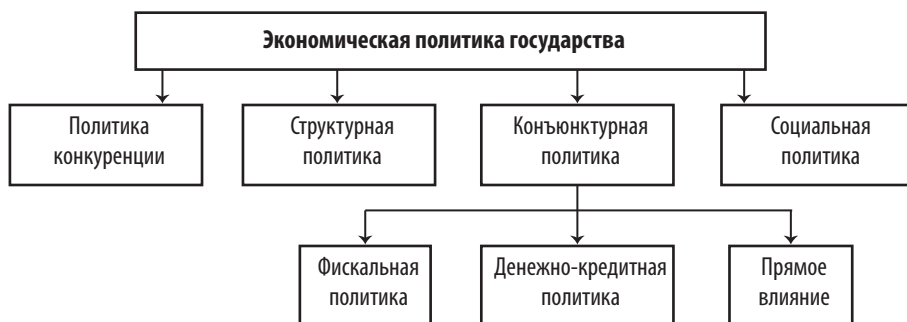 Экономическая политика государства
Политика
конкуренции
Структурная
политика
Конъюнктурная
политика
Социальная
политика
Фискальная
политика
Денежно-кредитная
политика
Прямое
влияние